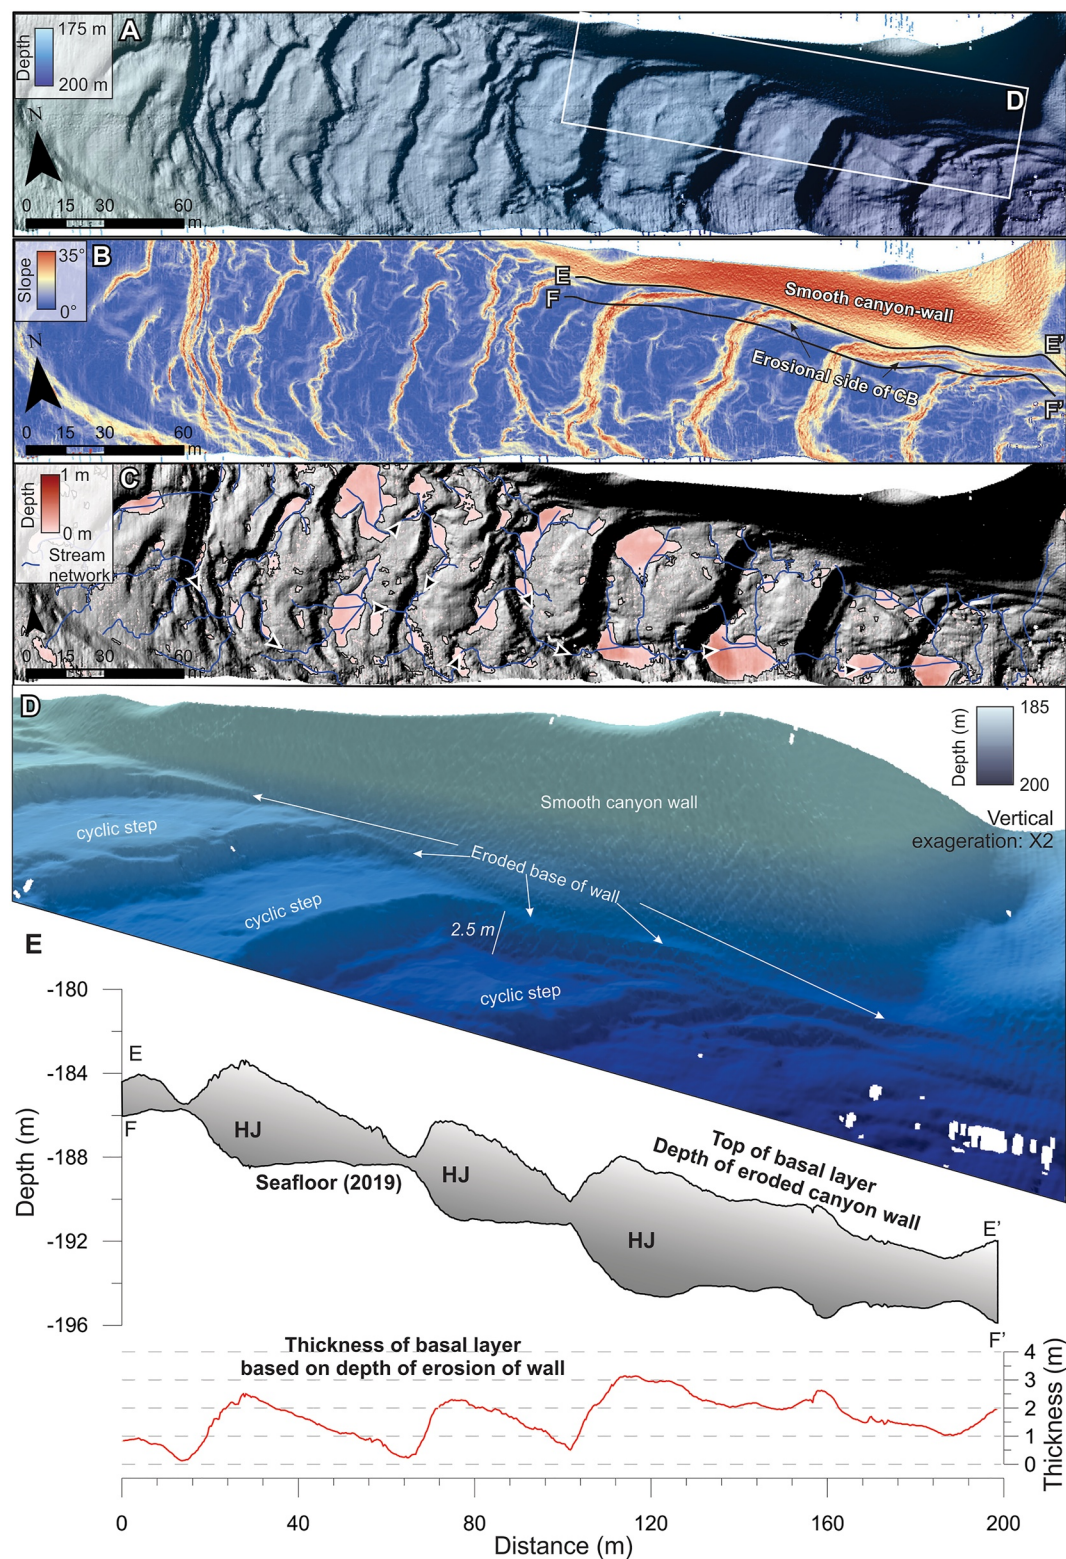 175 m
Depth
200 m
A
D
N
0 15 30 60
m
35°
Slope
0°
B
E
F
Smooth canyon-wall
E'
Erosional side of CB
F'
N
0 15 30 60
m
1 m
Depth
0 m
C
Stream
network
0 15 30 60
m
D
185
Depth (m)
200
Smooth canyon wall
Vertical
exageration: X2
cyclic step
Eroded base of wall
cyclic step
2.5 m
cyclic step
E
-180
-184
-188
-192
-196
Depth (m)
E
F
HJ
HJ
HJ
Seafloor (2019)
Top of basal layer
Depth of eroded canyon wall
E'
F'
Thickness of basal layer
based on depth of erosion of wall
4
3
2
1
0
Thickness (m)
0 40 80 120 160 200
Distance (m)